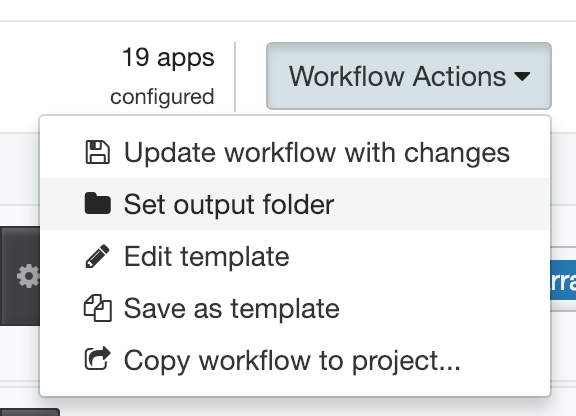 19 apps
configured
Workflow Actions
Update workflow with changes
Set output folder
Edit template
Save as template
Copy workflow to project...